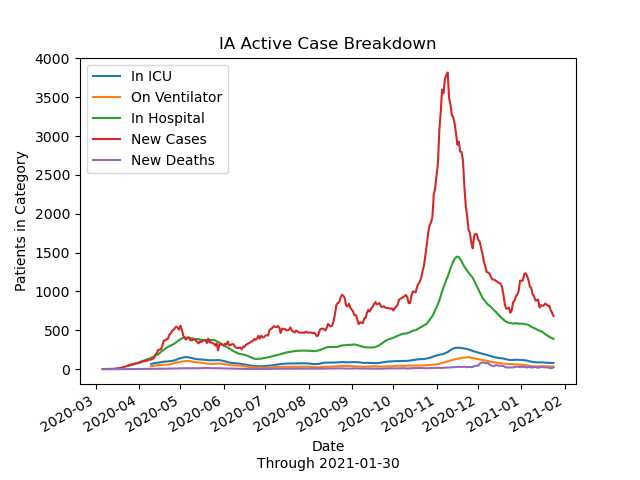 IA Active Case Breakdown
4000
3500
3000
2500
2000
1500
1000
500
0
Patients in Category
In ICU
On Ventilator
In Hospital
New Cases
New Deaths
2020-03
2020-04
2020-05
2020-06
2020-07
2020-08
2020-09
2020-10
2020-11
2020-12
2021-01
2021-02
Date
Through 2021-01-30